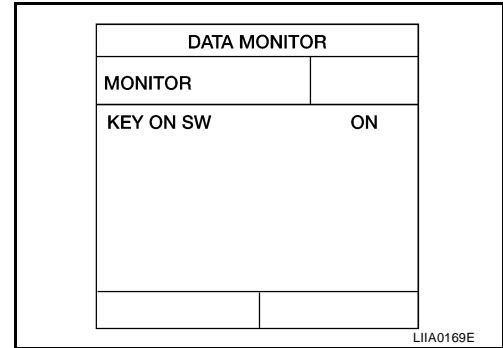 DATA MONITOR
MONITOR
KEY ON SW ON
LIIA0169E